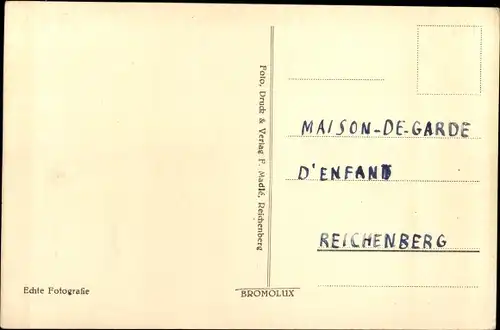 Foto, Druck & Verlag F. Madlé, Reichenberg
MAISON-DE-GARDE
D'ENFANT
REICHENBERG
Echte Fotografie
BROMOLUX